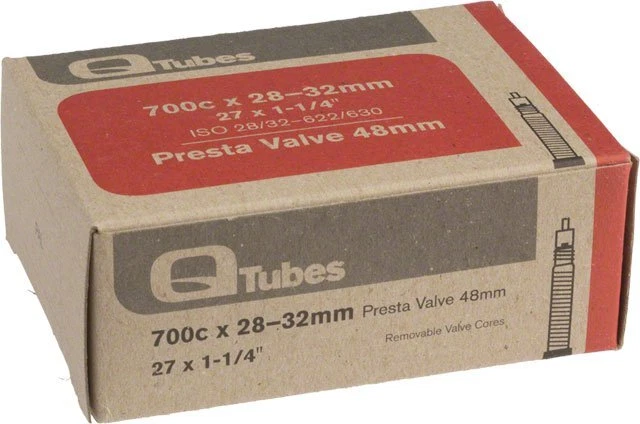 Q Tubes
700c x 28–32mm
27 x 1-1/4"
ISO 28/32-622/630
Presta Valve 48mm
Q Tubes
700c x 28–32mm Presta Valve 48mm
27 x 1-1/4"
Removable Valve Cores